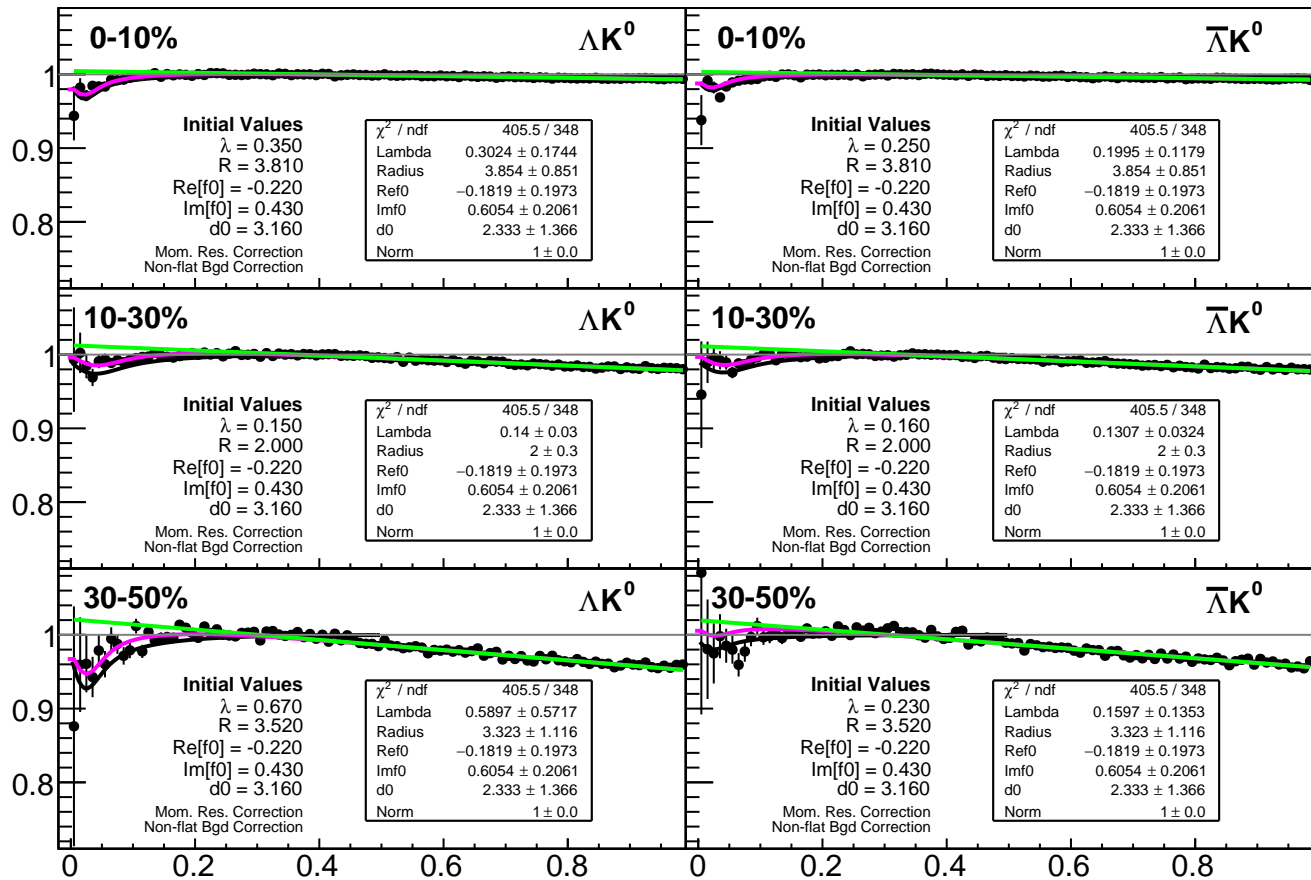 0-10%
ΛK⁰
1
0.9
0.8
Initial Values
λ = 0.350
R = 3.810
Re[f0] = -0.220
Im[f0] = 0.430
d0 = 3.160
Mom. Res. Correction
Non-flat Bgd Correction
χ² / ndf 405.5 / 348
Lambda 0.3024 ± 0.1744
Radius 3.854 ± 0.851
Ref0 −0.1819 ± 0.1973
Imf0 0.6054 ± 0.2061
d0 2.333 ± 1.366
Norm 1 ± 0.0
0-10%
Λ̅K⁰
Initial Values
λ = 0.250
R = 3.810
Re[f0] = -0.220
Im[f0] = 0.430
d0 = 3.160
Mom. Res. Correction
Non-flat Bgd Correction
χ² / ndf 405.5 / 348
Lambda 0.1995 ± 0.1179
Radius 3.854 ± 0.851
Ref0 −0.1819 ± 0.1973
Imf0 0.6054 ± 0.2061
d0 2.333 ± 1.366
Norm 1 ± 0.0
10-30%
ΛK⁰
1
0.9
0.8
Initial Values
λ = 0.150
R = 2.000
Re[f0] = -0.220
Im[f0] = 0.430
d0 = 3.160
Mom. Res. Correction
Non-flat Bgd Correction
χ² / ndf 405.5 / 348
Lambda 0.14 ± 0.03
Radius 2 ± 0.3
Ref0 −0.1819 ± 0.1973
Imf0 0.6054 ± 0.2061
d0 2.333 ± 1.366
Norm 1 ± 0.0
10-30%
Λ̅K⁰
Initial Values
λ = 0.160
R = 2.000
Re[f0] = -0.220
Im[f0] = 0.430
d0 = 3.160
Mom. Res. Correction
Non-flat Bgd Correction
χ² / ndf 405.5 / 348
Lambda 0.1307 ± 0.0324
Radius 2 ± 0.3
Ref0 −0.1819 ± 0.1973
Imf0 0.6054 ± 0.2061
d0 2.333 ± 1.366
Norm 1 ± 0.0
30-50%
ΛK⁰
1
0.9
0.8
Initial Values
λ = 0.670
R = 3.520
Re[f0] = -0.220
Im[f0] = 0.430
d0 = 3.160
Mom. Res. Correction
Non-flat Bgd Correction
χ² / ndf 405.5 / 348
Lambda 0.5897 ± 0.5717
Radius 3.323 ± 1.116
Ref0 −0.1819 ± 0.1973
Imf0 0.6054 ± 0.2061
d0 2.333 ± 1.366
Norm 1 ± 0.0
30-50%
Λ̅K⁰
Initial Values
λ = 0.230
R = 3.520
Re[f0] = -0.220
Im[f0] = 0.430
d0 = 3.160
Mom. Res. Correction
Non-flat Bgd Correction
χ² / ndf 405.5 / 348
Lambda 0.1597 ± 0.1353
Radius 3.323 ± 1.116
Ref0 −0.1819 ± 0.1973
Imf0 0.6054 ± 0.2061
d0 2.333 ± 1.366
Norm 1 ± 0.0
0 0.2 0.4 0.6 0.8 0 0.2 0.4 0.6 0.8